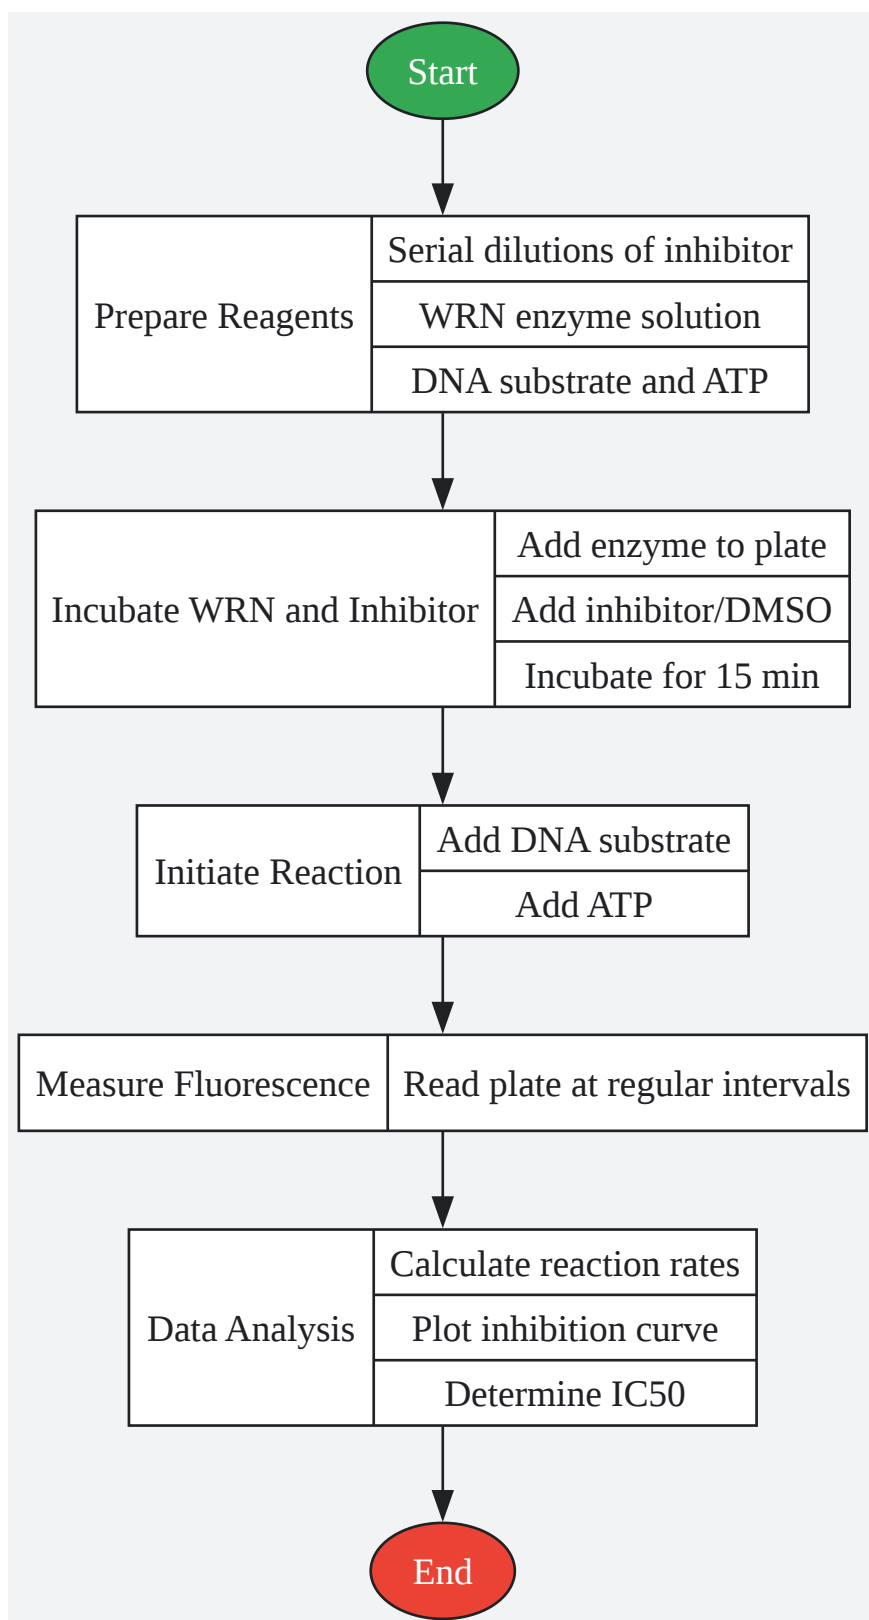 Start
Prepare Reagents
Serial dilutions of inhibitor
WRN enzyme solution
DNA substrate and ATP
Incubate WRN and Inhibitor
Add enzyme to plate
Add inhibitor/DMSO
Incubate for 15 min
Initiate Reaction
Add DNA substrate
Add ATP
Measure Fluorescence
Read plate at regular intervals
Data Analysis
Calculate reaction rates
Plot inhibition curve
Determine IC50
End